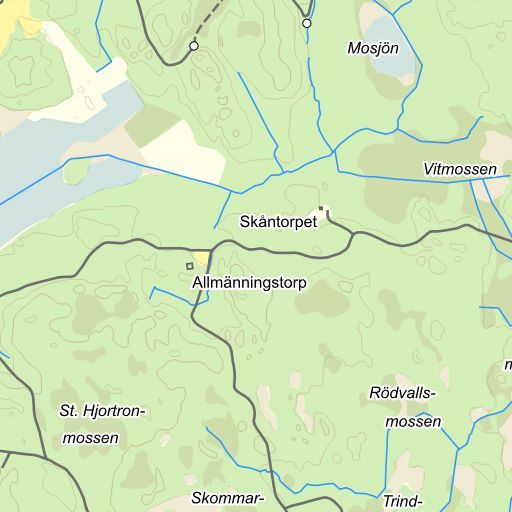 Mosjön
Vitmossen
Skåntorpet
Allmänningstorp
Rödvalls-
mossen
St. Hjortron-
mossen
Skommar-
Trind-
m